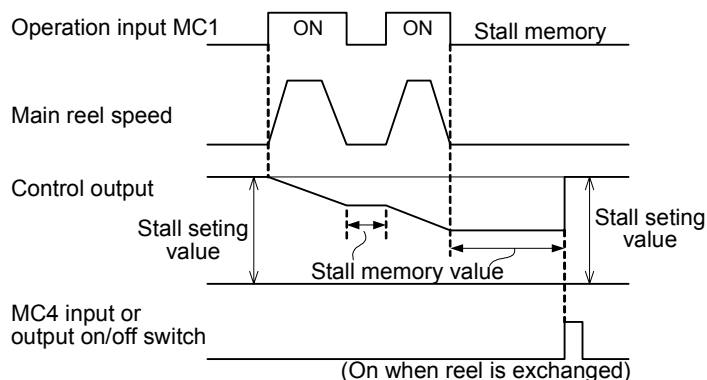 Operation input MC1
ON
ON
Stall memory
Main reel speed
Control output
Stall seting
value
Stall seting
value
Stall memory value
MC4 input or
output on/off switch
(On when reel is exchanged)